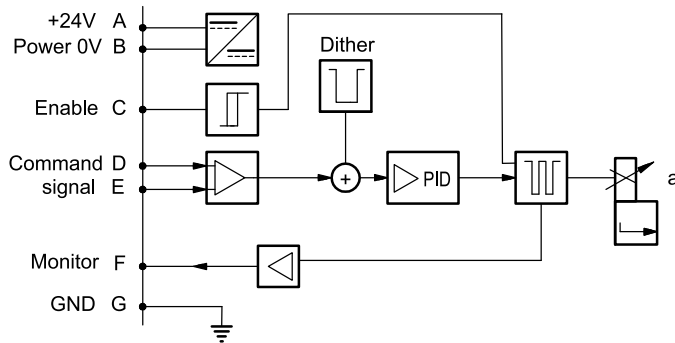 +24V A
Power 0V B
Dither
Enable C
Command D
signal E
+
PID
a
Monitor F
GND G